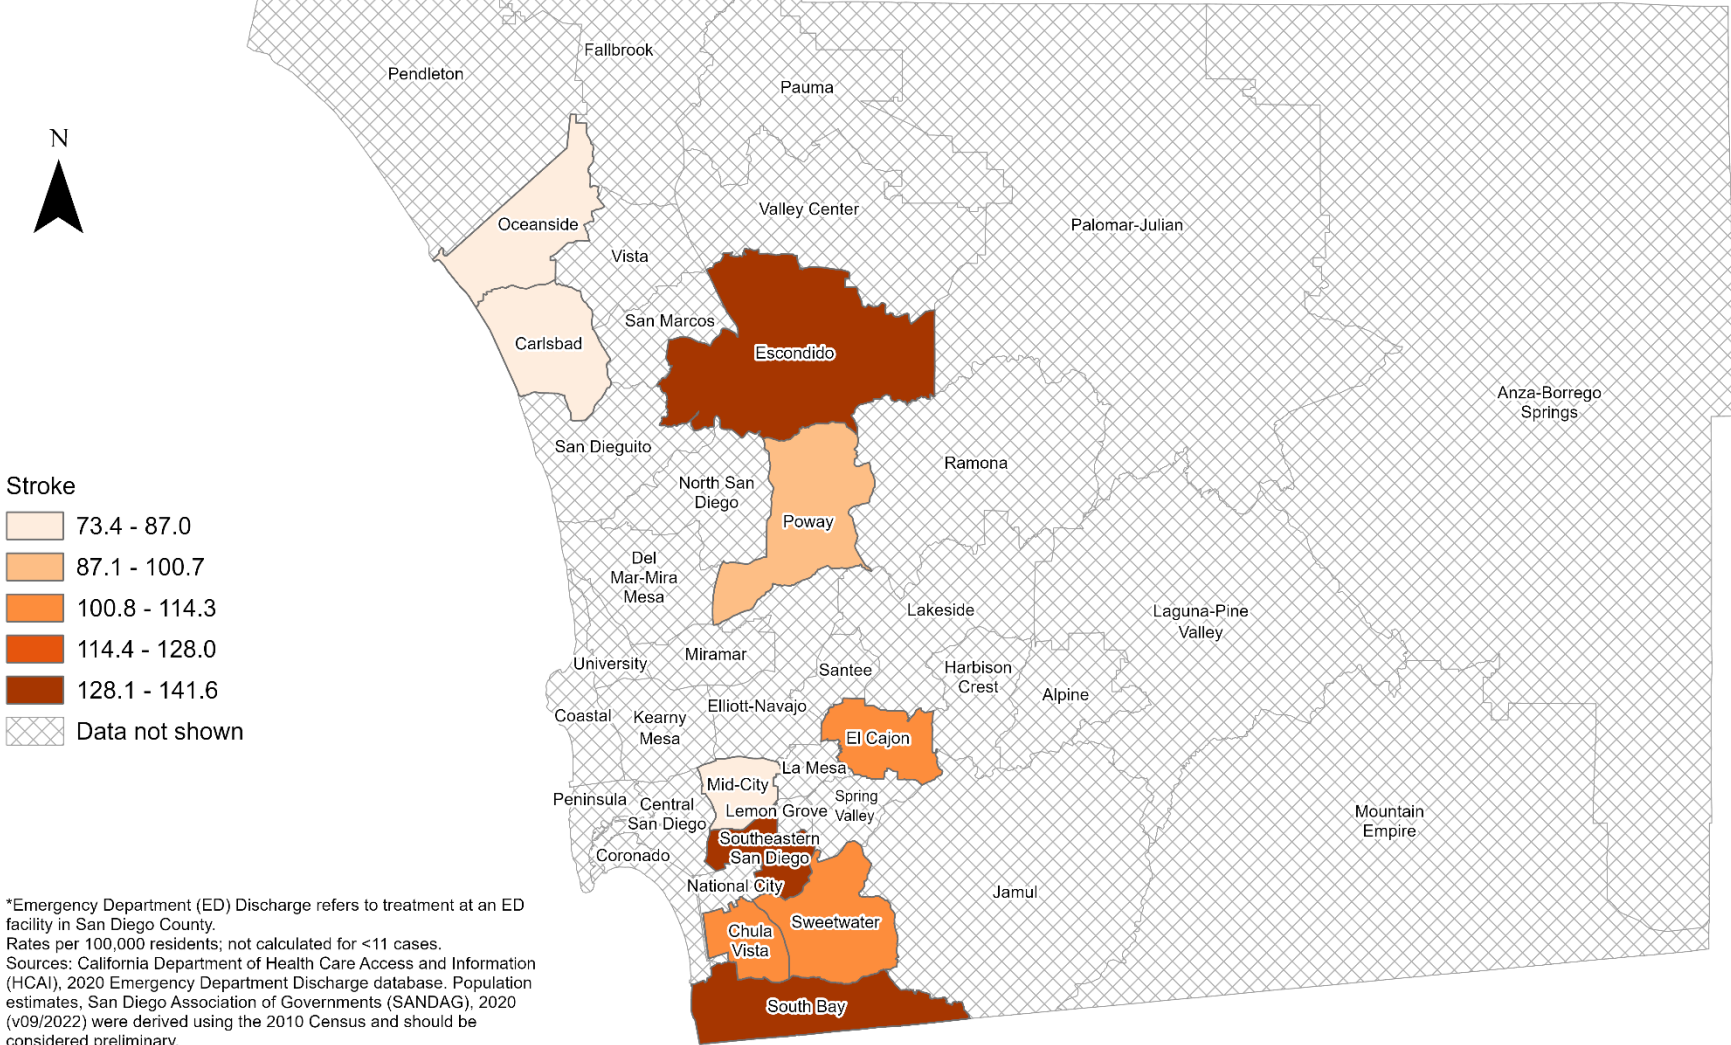 Fallbrook
Pendleton
Pauma
N
Valley Center
Oceanside
Palomar-Julian
Vista
San Marcos
Carlsbad
Escondido
Anza-Borrego
Springs
San Dieguito
Ramona
North San
Diego
Poway
Stroke
73.4 - 87.0
87.1 - 100.7
100.8 - 114.3
114.4 - 128.0
128.1 - 141.6
Data not shown
Del
Mar-Mira
Mesa
Lakeside
Laguna-Pine
Valley
Miramar
University
Santee
Harbison
Crest
Alpine
Elliott-Navajo
Coastal
Kearny
Mesa
El Cajon
La Mesa
Mid-City
Peninsula
Central
San Diego
Lemon Grove
Spring
Valley
Mountain
Empire
Southeastern
San Diego
Coronado
National City
Jamul
Sweetwater
Chula
Vista
South Bay
*Emergency Department (ED) Discharge refers to treatment at an ED
facility in San Diego County.
Rates per 100,000 residents; not calculated for <11 cases.
Sources: California Department of Health Care Access and Information
(HCAI), 2020 Emergency Department Discharge database. Population
estimates, San Diego Association of Governments (SANDAG), 2020
(v09/2022) were derived using the 2010 Census and should be
considered preliminary.